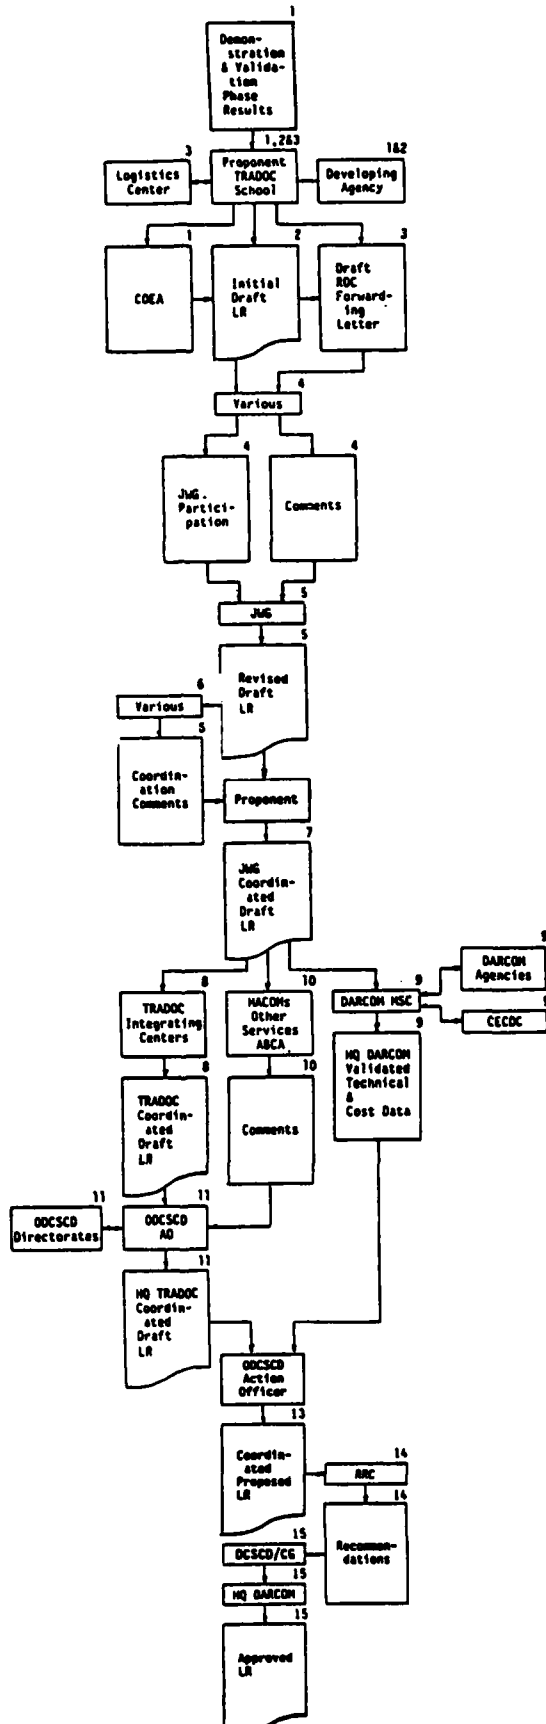 1
Demon-
stration
& Valida-
tion
Phase
Results
1,2&3
3
Logistics
Center
Proponent
TRADOC
School
1&2
Developing
Agency
1
COEA
2
Initial
Draft
LR
3
Draft
ROC
Forward-
ing
Letter
4
Various
4
JWG.
Partici-
pation
4
Comments
5
JWG
5
Revised
Draft
LR
6
Various
5
Coordin-
ation
Comments
Proponent
7
JWG
Coordin-
ated
Draft
LR
8
TRADOC
Integrating
Centers
10
MACOMs
Other
Services
ABCA
9
DARCOM MSC
9
DARCOM
Agencies
9
CECDC
8
TRADOC
Coordin-
ated
Draft
LR
10
Comments
9
HQ DARCOM
Validated
Technical
&
Cost Data
11
ODCSCD
Directorates
11
ODCSCD
AO
11
HQ TRADOC
Coordin-
ated
Draft
LR
ODCSCD
Action
Officer
13
Coordin-
ated
Proposed
LR
14
RRC
14
Recommen-
dations
15
DCSCD/CG
15
HQ DARCOM
15
Approved
LR